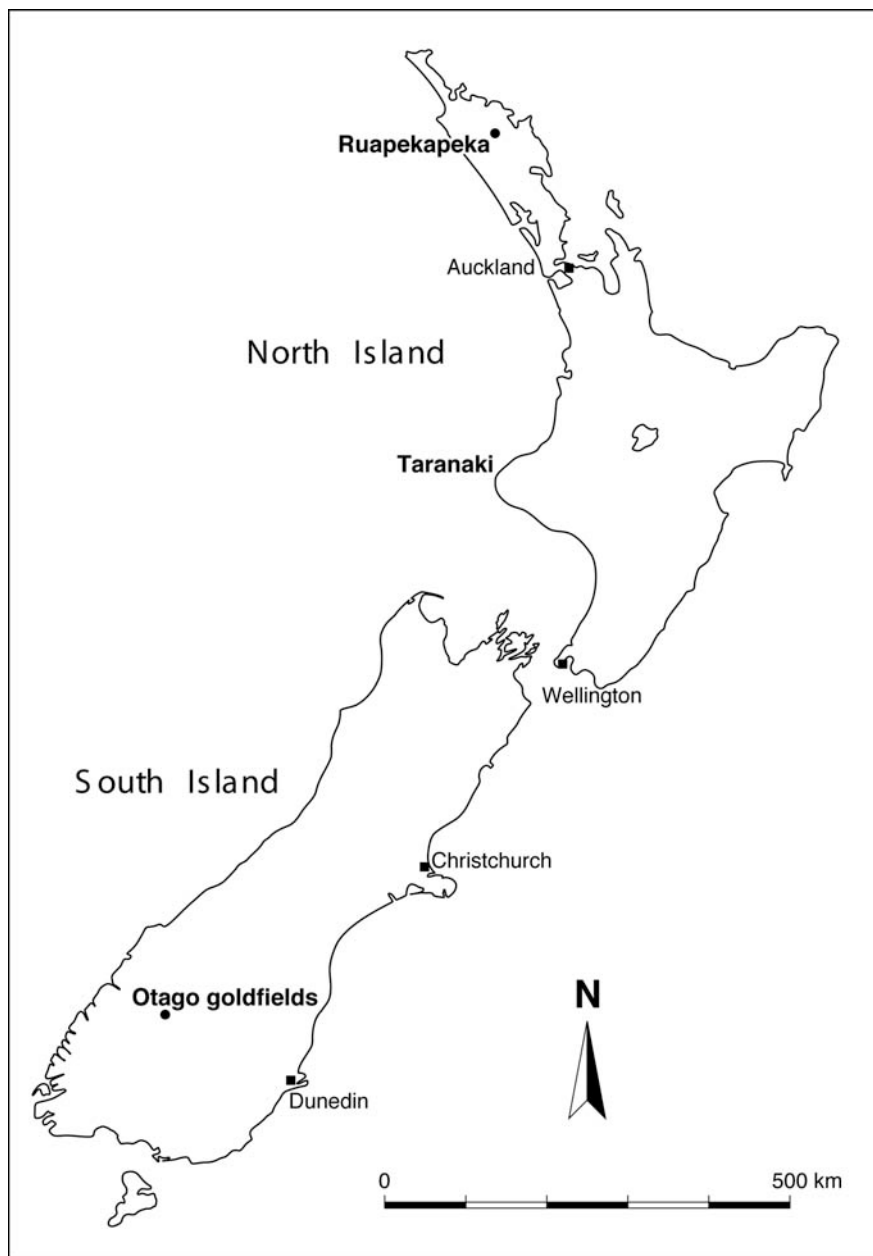 Ruapekapeka
Auckland
North Island
Taranaki
Wellington
South Island
Christchurch
Otago goldfields
N
Dunedin
0 500 km